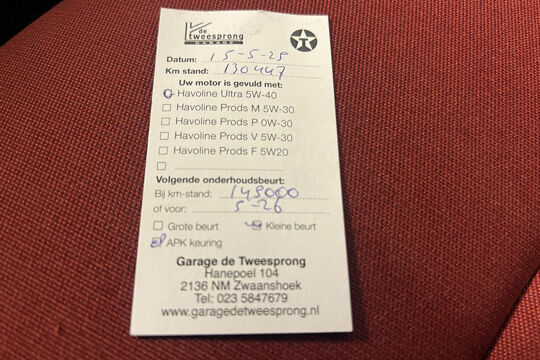 de
tweesprong
GARAGE
T
Datum: 15-5-25
Km stand: 130447
Uw motor is gevuld met:
Havoline Ultra 5W-40
Havoline Prods M 5W-30
Havoline Prods P 0W-30
Havoline Prods V 5W-30
Havoline Prods F 5W20
Volgende onderhoudsbeurt:
Bij km-stand: 145000
of voor: 5-26
Grote beurt Kleine beurt
APK keuring
Garage de Tweesprong
Hanepoel 104
2136 NM Zwaanshoek
Tel: 023 5847679
www.garagedetweesprong.nl